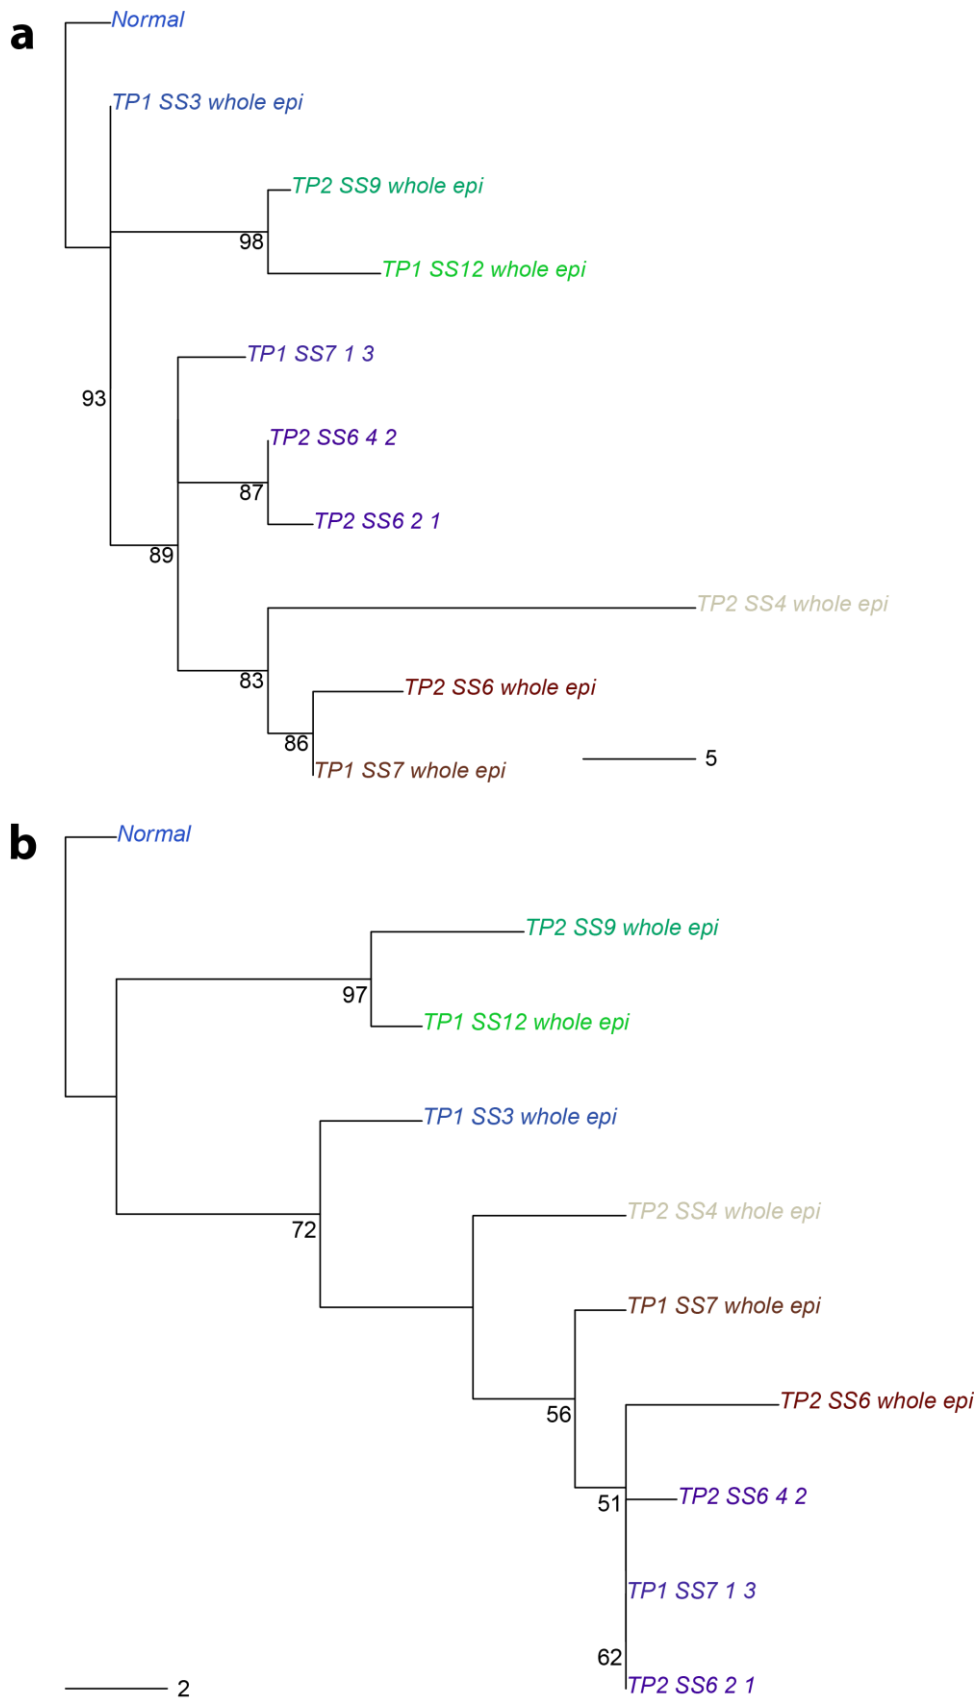 a
Normal
TP1 SS3 whole epi
TP2 SS9 whole epi
98
TP1 SS12 whole epi
TP1 SS7 1 3
93
TP2 SS6 4 2
87
TP2 SS6 2 1
89
TP2 SS4 whole epi
83
TP2 SS6 whole epi
86
5
TP1 SS7 whole epi
b
Normal
TP2 SS9 whole epi
97
TP1 SS12 whole epi
TP1 SS3 whole epi
72
TP2 SS4 whole epi
TP1 SS7 whole epi
56
TP2 SS6 whole epi
51
TP2 SS6 4 2
TP1 SS7 1 3
62
TP2 SS6 2 1
2